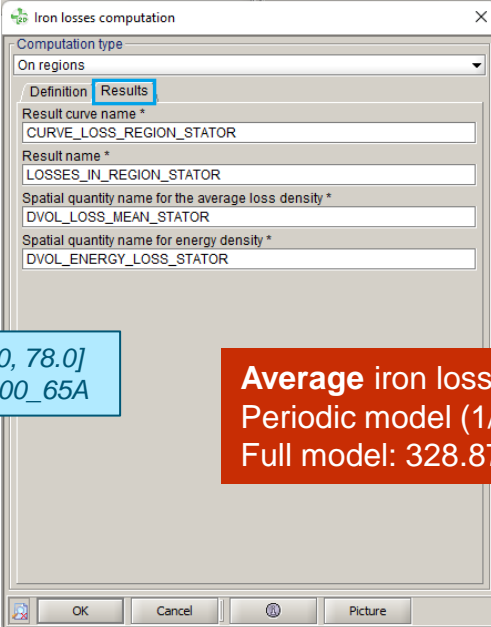 Iron losses computation
Computation type
On regions
Definition Results
Result curve name *
CURVE_LOSS_REGION_STATOR
Result name *
LOSSES_IN_REGION_STATOR
Spatial quantity name for the average loss density *
DVOL_LOSS_MEAN_STATOR
Spatial quantity name for energy density *
DVOL_ENERGY_LOSS_STATOR
0, 78.0]
00_65A
Average iron loss
Periodic model (1/
Full model: 328.87
OK Cancel Picture